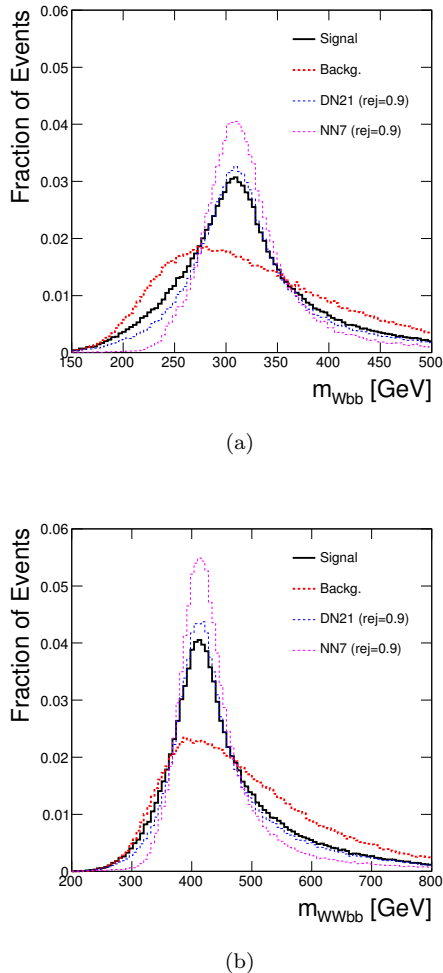 Fraction of Events
0.06
0.05
0.04
0.03
0.02
0.01
0
Signal
Backg.
DN21 (rej=0.9)
NN7 (rej=0.9)
150 200 250 300 350 400 450 500
m_Wbb [GeV]
(a)
Fraction of Events
0.06
0.05
0.04
0.03
0.02
0.01
0
Signal
Backg.
DN21 (rej=0.9)
NN7 (rej=0.9)
200 300 400 500 600 700 800
m_WWbb [GeV]
(b)